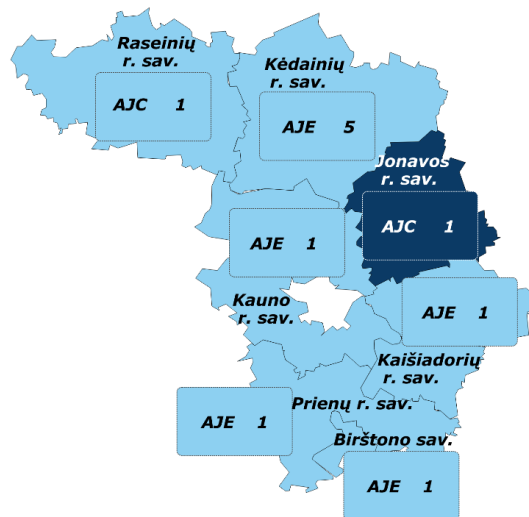 Raseinių
r. sav.
AJC 1
Kėdainių
r. sav.
AJE 5
Jonavos
r. sav.
AJC 1
AJE 1
Kauno
r. sav.
AJE 1
Kaišiadorių
r. sav.
Prienų r. sav.
AJE 1
Birštono sav.
AJE 1